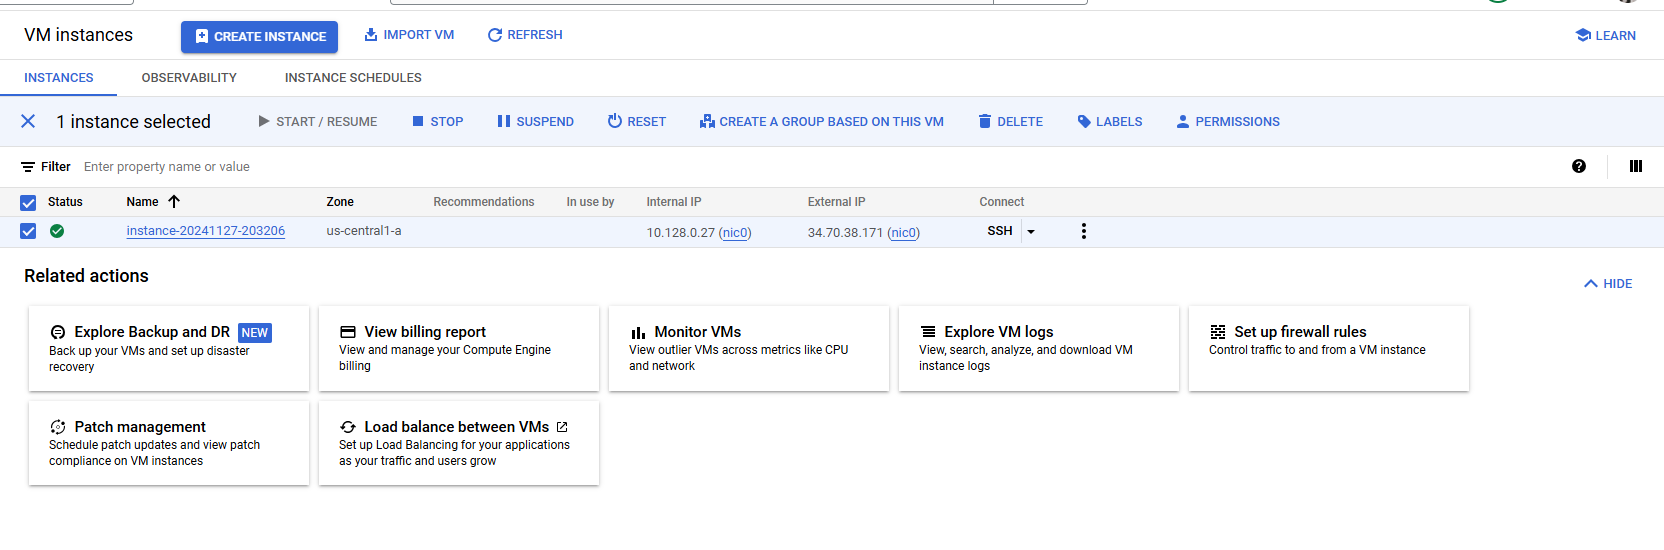 VM instances CREATE INSTANCE IMPORT VM REFRESH LEARN
INSTANCES OBSERVABILITY INSTANCE SCHEDULES
1 instance selected START / RESUME STOP SUSPEND RESET CREATE A GROUP BASED ON THIS VM DELETE LABELS PERMISSIONS
Filter Enter property name or value
Status Name Zone Recommendations In use by Internal IP External IP Connect
instance-20241127-203206 us-central1-a 10.128.0.27 (nic0) 34.70.38.171 (nic0) SSH
Related actions HIDE
Explore Backup and DR NEW
Back up your VMs and set up disaster
recovery
View billing report
View and manage your Compute Engine
billing
Monitor VMs
View outlier VMs across metrics like CPU
and network
Explore VM logs
View, search, analyze, and download VM
instance logs
Set up firewall rules
Control traffic to and from a VM instance
Patch management
Schedule patch updates and view patch
compliance on VM instances
Load balance between VMs
Set up Load Balancing for your applications
as your traffic and users grow